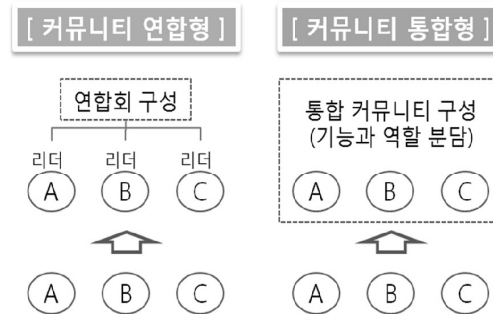 [ 커뮤니티 연합형 ]
연합회 구성
리더 리더 리더
A B C
A B C
[ 커뮤니티 통합형 ]
통합 커뮤니티 구성
(기능과 역할 분담)
A B C
A B C